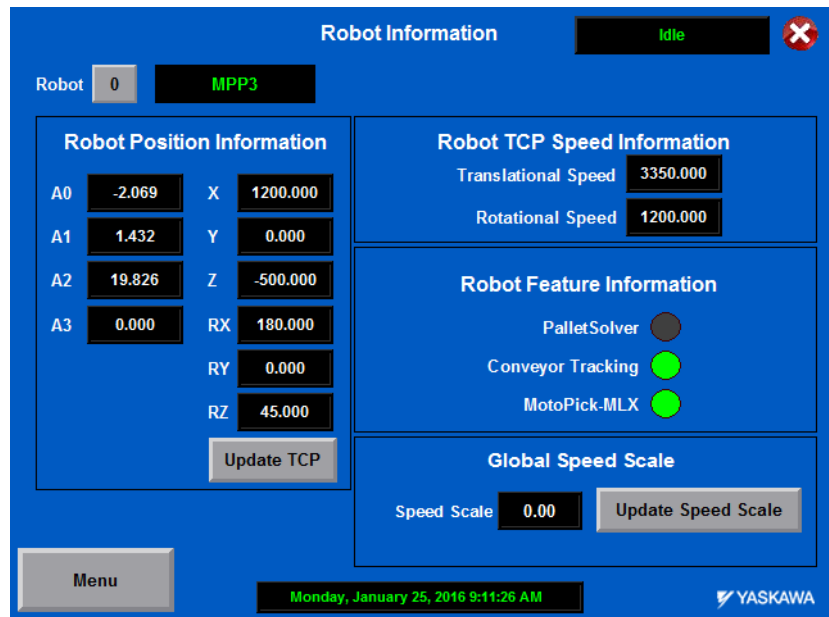 Robot Information
Idle
Robot 0 MPP3
Robot Position Information
A0 -2.069 X 1200.000
A1 1.432 Y 0.000
A2 19.826 Z -500.000
A3 0.000 RX 180.000
RY 0.000
RZ 45.000
Update TCP
Robot TCP Speed Information
Translational Speed 3350.000
Rotational Speed 1200.000
Robot Feature Information
PalletSolver
Conveyor Tracking
MotoPick-MLX
Global Speed Scale
Speed Scale 0.00 Update Speed Scale
Menu
Monday, January 25, 2016 9:11:26 AM
YASKAWA